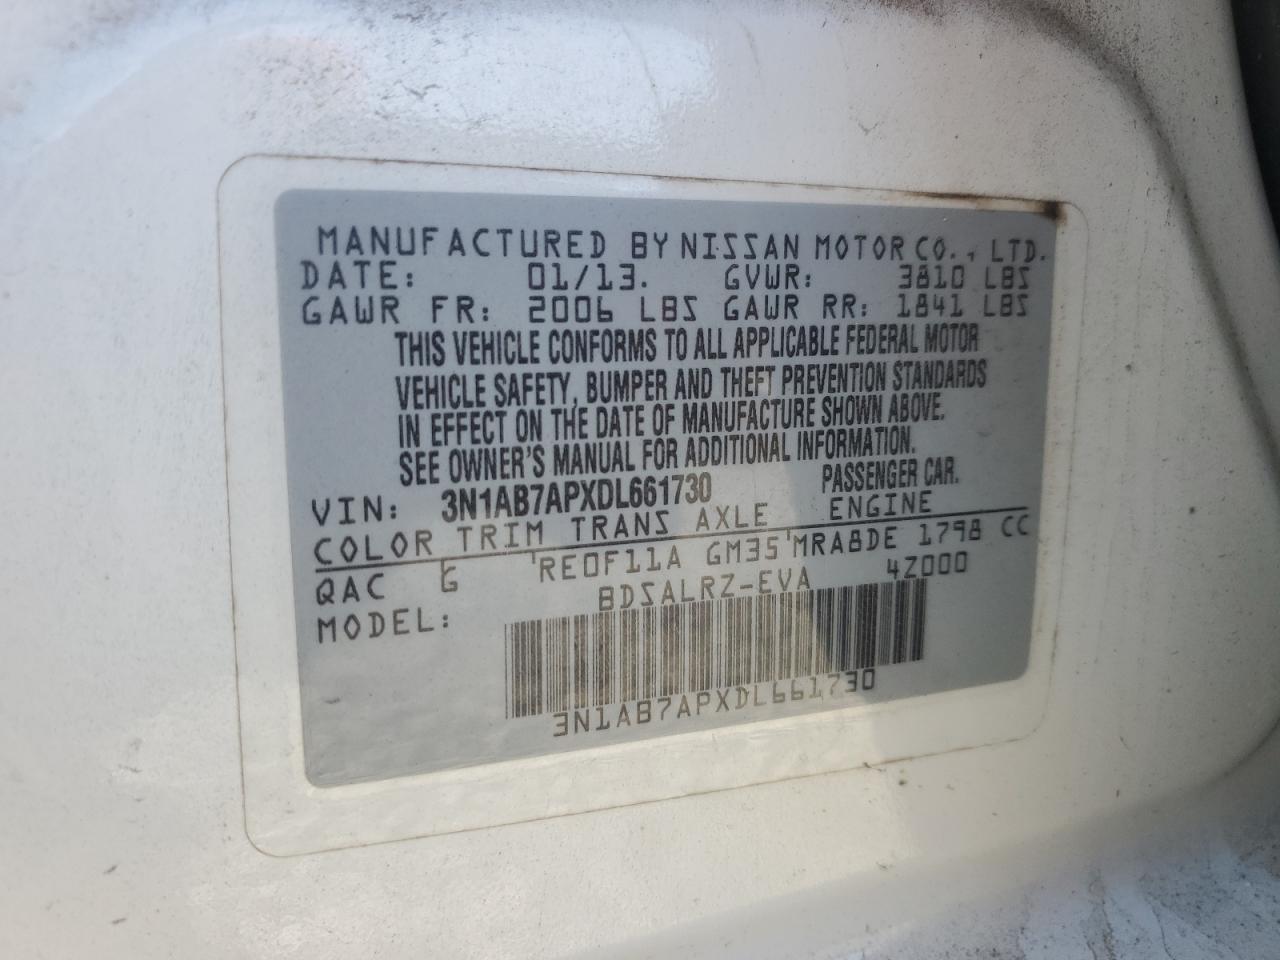 MANUFACTURED BY NISSAN MOTOR CO., LTD.
DATE: 01/13. GVWR: 3810 LBS
GAWR FR: 2006 LBS GAWR RR: 1841 LBS
THIS VEHICLE CONFORMS TO ALL APPLICABLE FEDERAL MOTOR
VEHICLE SAFETY, BUMPER AND THEFT PREVENTION STANDARDS
IN EFFECT ON THE DATE OF MANUFACTURE SHOWN ABOVE.
SEE OWNER'S MANUAL FOR ADDITIONAL INFORMATION.
VIN: 3N1AB7APXDL661730 PASSENGER CAR.
COLOR TRIM TRANS AXLE ENGINE
QAC G 'RE0F11A GM35'MRA8DE 1798 CC
MODEL: BDSALRZ-EVA 4Z000
3N1AB7APXDL661730